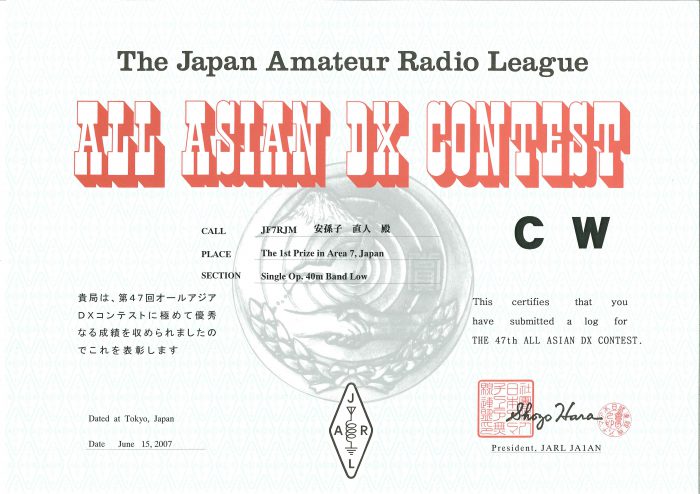 The Japan Amateur Radio League
ALL ASIAN DX CONTEST
CW
CALL JF7RJM 安孫子 直人 殿
PLACE The 1st Prize in Area 7, Japan
SECTION Single Op. 40m Band Low
貴局は、第47回オールアジア
DXコンテストに極めて優秀
なる成績を収められましたの
でこれを表彰します
This certifies that you
have submitted a log for
THE 47th ALL ASIAN DX CONTEST.
Dated at Tokyo, Japan
Date June 15, 2007
J
A R
L
Shozo Hara
President, JARL JA1AN